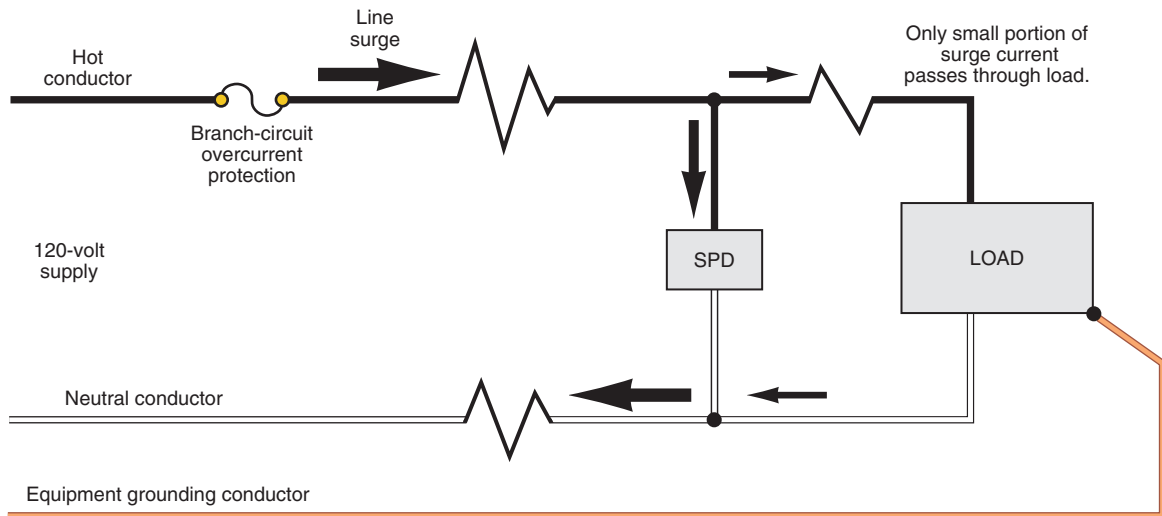 Line
surge
Hot
conductor
Only small portion of
surge current
passes through load.
Branch-circuit
overcurrent
protection
120-volt
supply
SPD
LOAD
Neutral conductor
Equipment grounding conductor